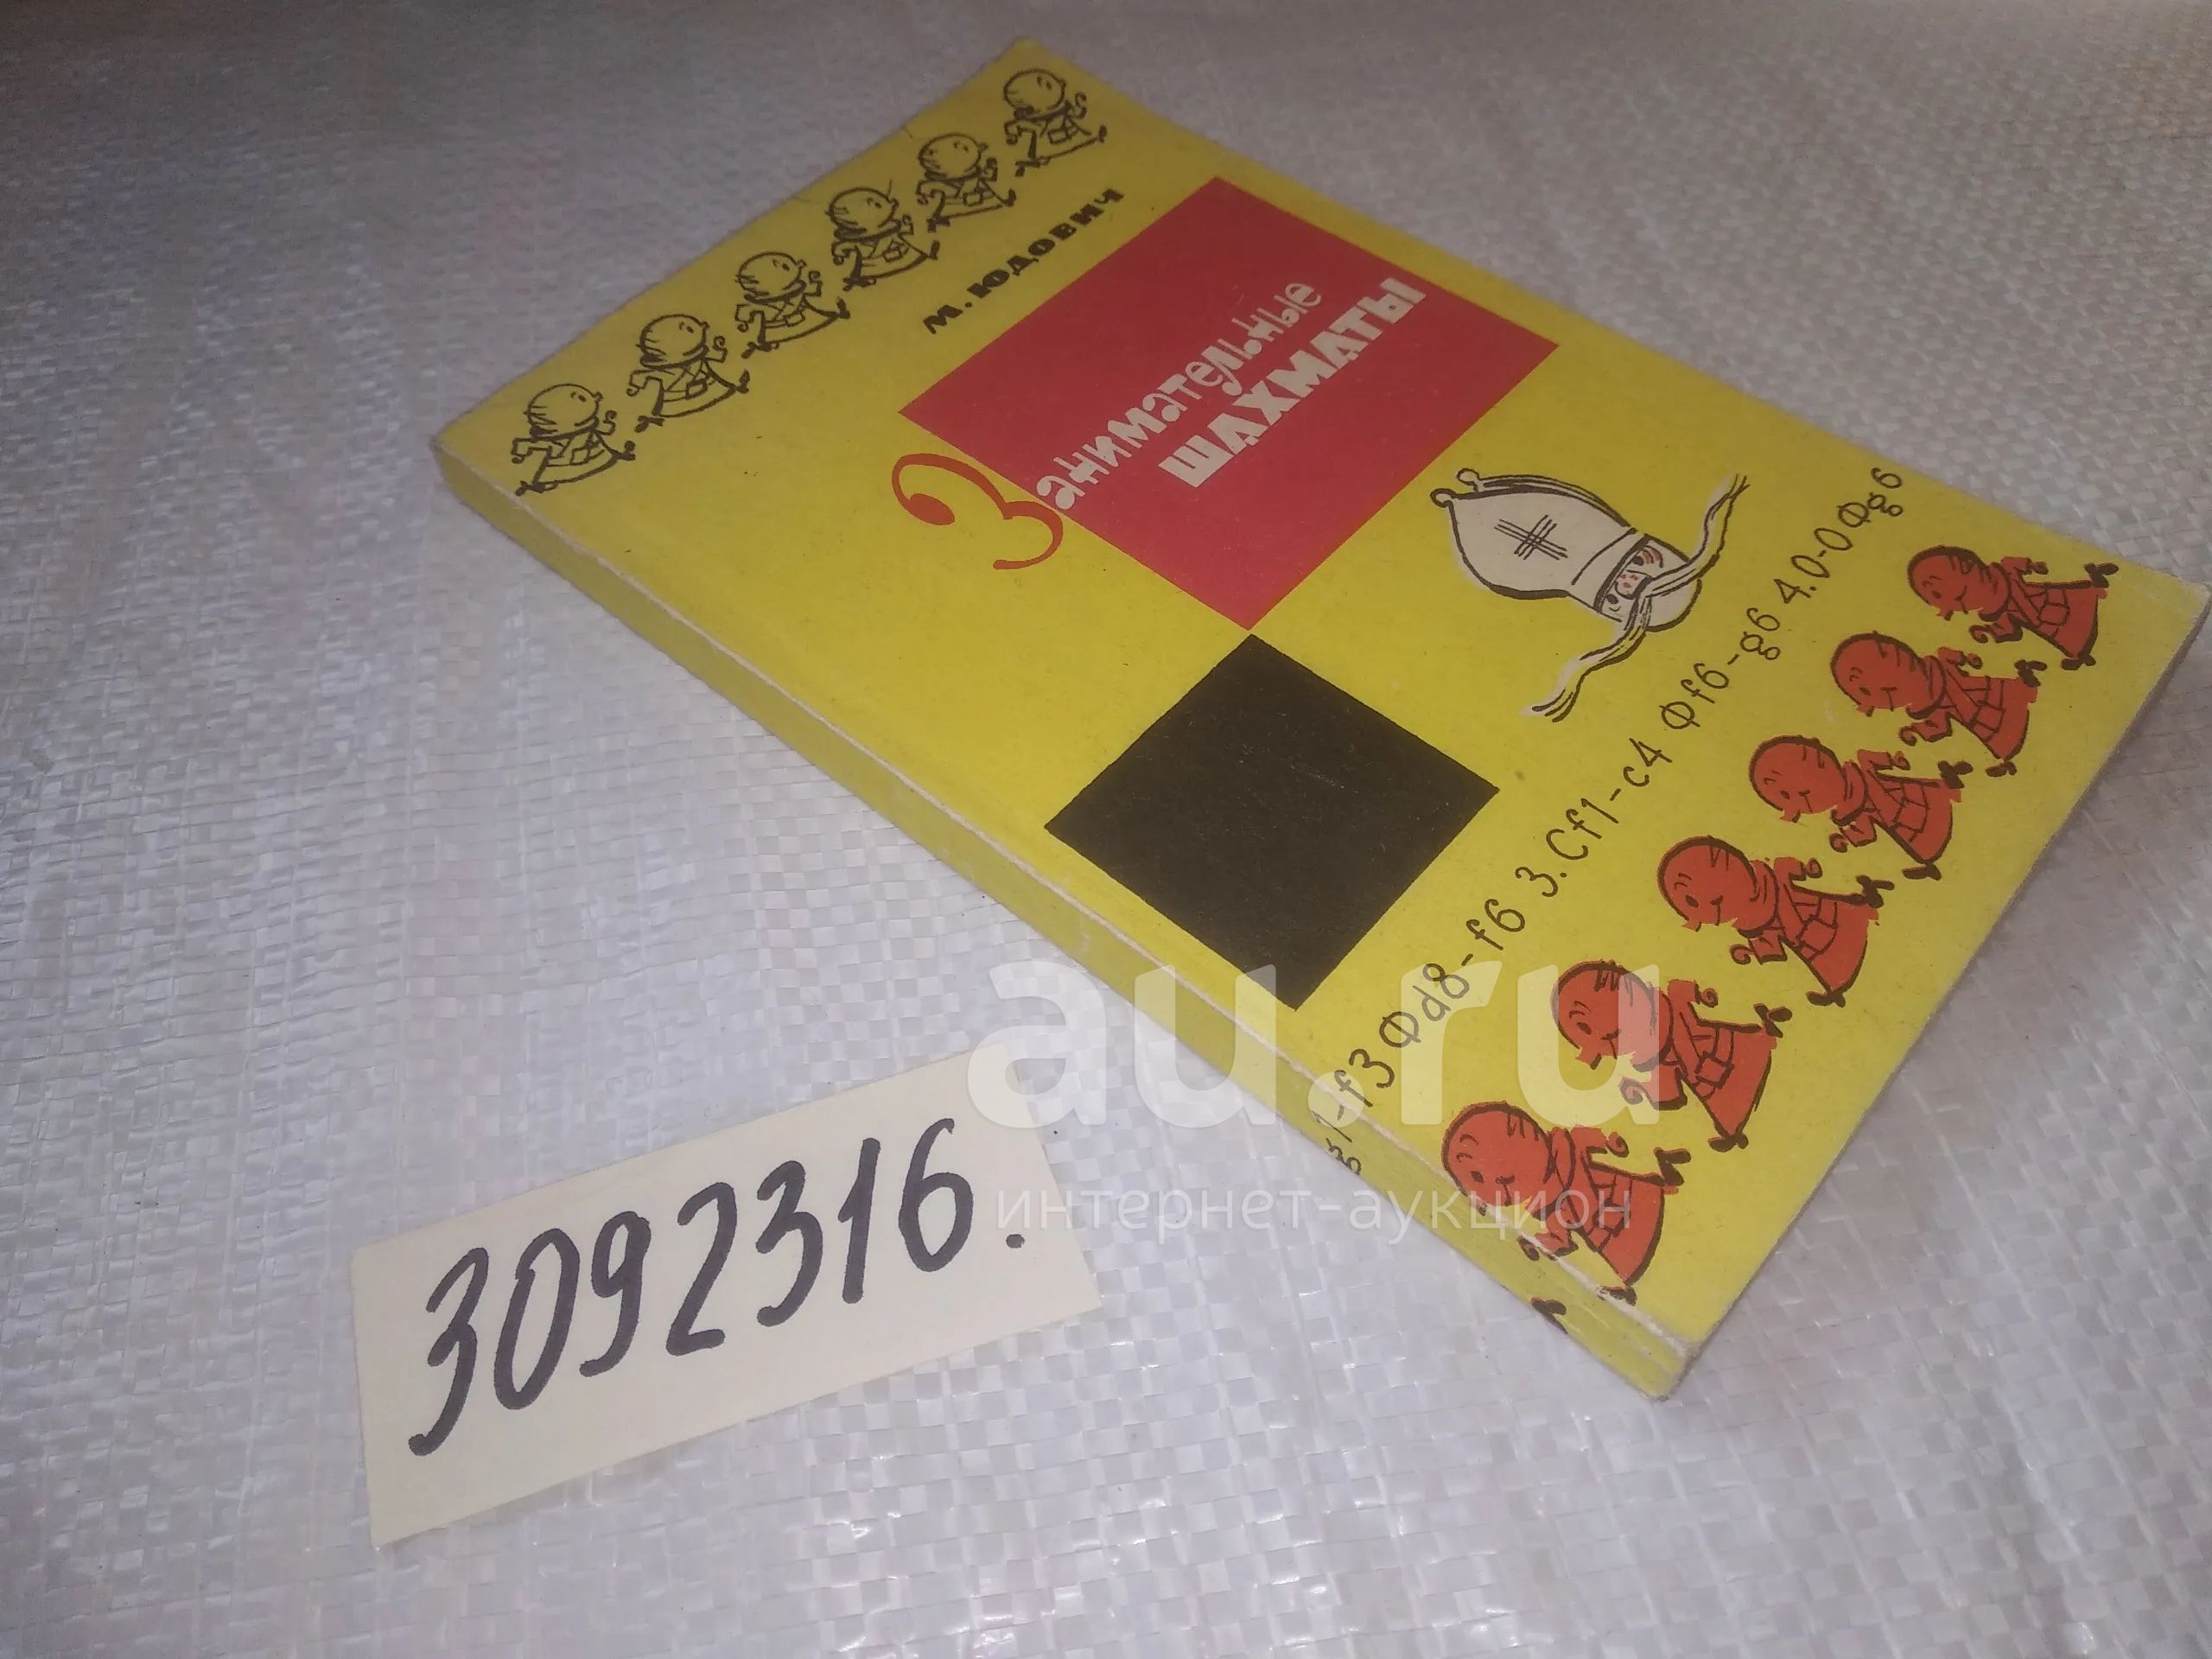 М. ЮДОВИЧ
Занимательные
ШАХМАТЫ
g1-f3 Фd8-f6 3.Cf1-c4 Фf6-g6 4.0-0 Фg6
3092316.
au.ru
интернет-аукцион